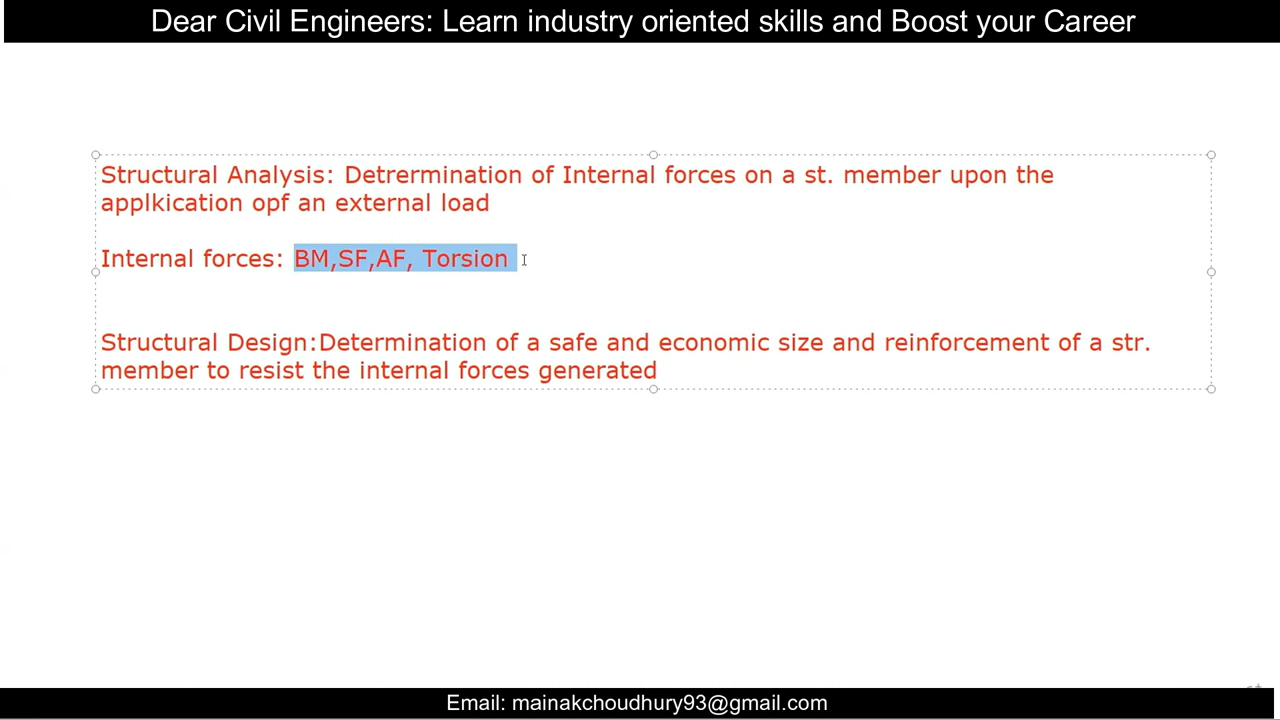 Dear Civil Engineers: Learn industry oriented skills and Boost your Career
Structural Analysis: Detrermination of Internal forces on a st. member upon the
applkication opf an external load
Internal forces: BM,SF,AF, Torsion
Structural Design:Determination of a safe and economic size and reinforcement of a str.
member to resist the internal forces generated
Email: mainakchoudhury93@gmail.com